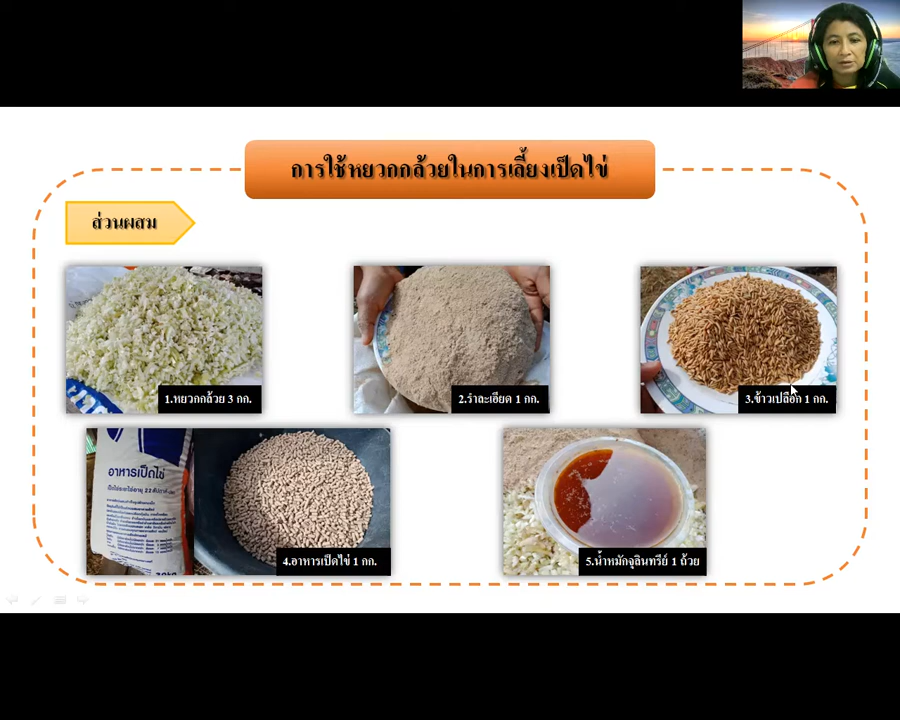 การใช้หยวกกล้วยในการเลี้ยงเป็ดไข่
ส่วนผสม
1.หยวกกล้วย 3 กก.
2.รำละเอียด 1 กก.
3.ข้าวเปลือก 1 กก.
อาหารเป็ดไข่
4.อาหารเป็ดไข่ 1 กก.
5.น้ำหมักจุลินทรีย์ 1 ถ้วย